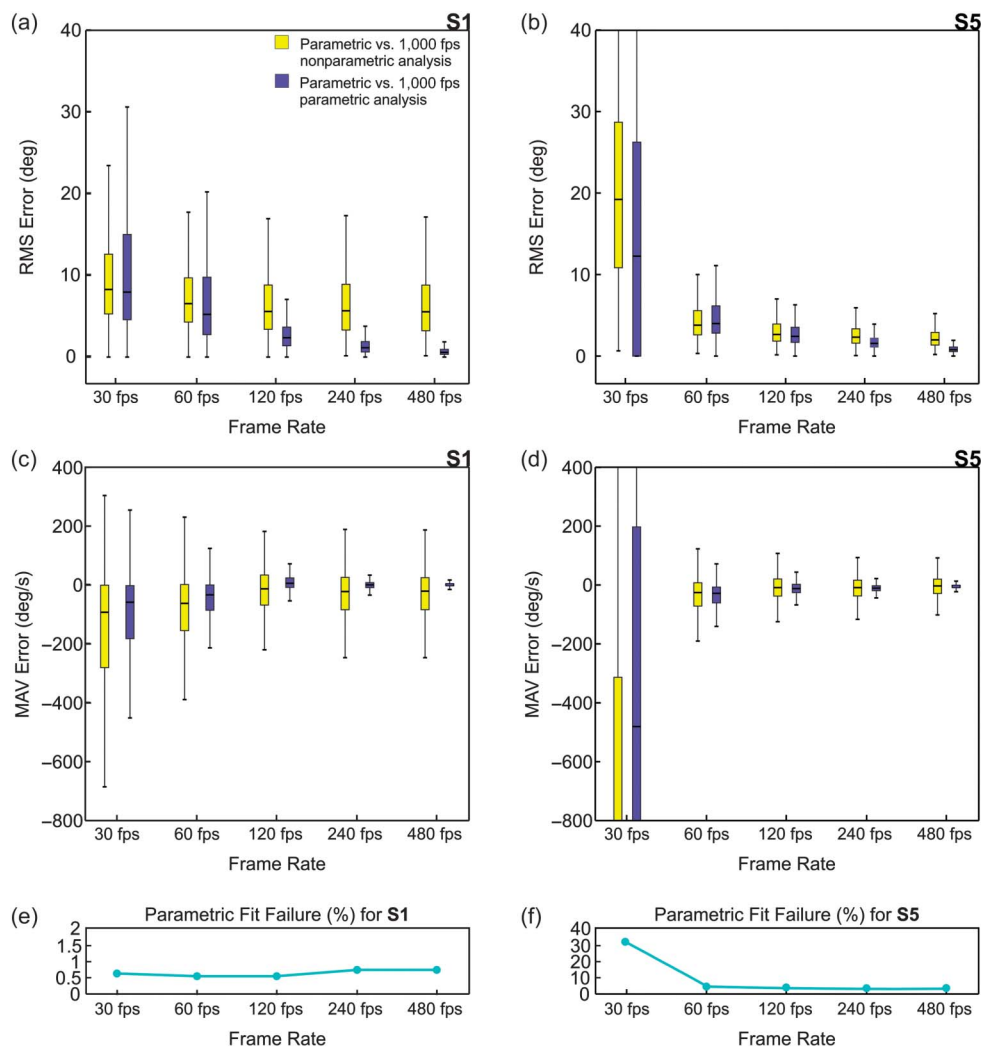 (a)
S1
40
30
20
10
0
RMS Error (deg)
Parametric vs. 1,000 fps
nonparametric analysis
Parametric vs. 1,000 fps
parametric analysis
30 fps 60 fps 120 fps 240 fps 480 fps
Frame Rate
(b)
S5
40
30
20
10
0
RMS Error (deg)
30 fps 60 fps 120 fps 240 fps 480 fps
Frame Rate
(c)
S1
400
200
0
−200
−400
−600
−800
MAV Error (deg/s)
30 fps 60 fps 120 fps 240 fps 480 fps
Frame Rate
(d)
S5
400
200
0
−200
−400
−600
−800
MAV Error (deg/s)
30 fps 60 fps 120 fps 240 fps 480 fps
Frame Rate
(e)
Parametric Fit Failure (%) for S1
2
1.5
1
0.5
0
30 fps 60 fps 120 fps 240 fps 480 fps
Frame Rate
(f)
Parametric Fit Failure (%) for S5
40
30
20
10
0
30 fps 60 fps 120 fps 240 fps 480 fps
Frame Rate